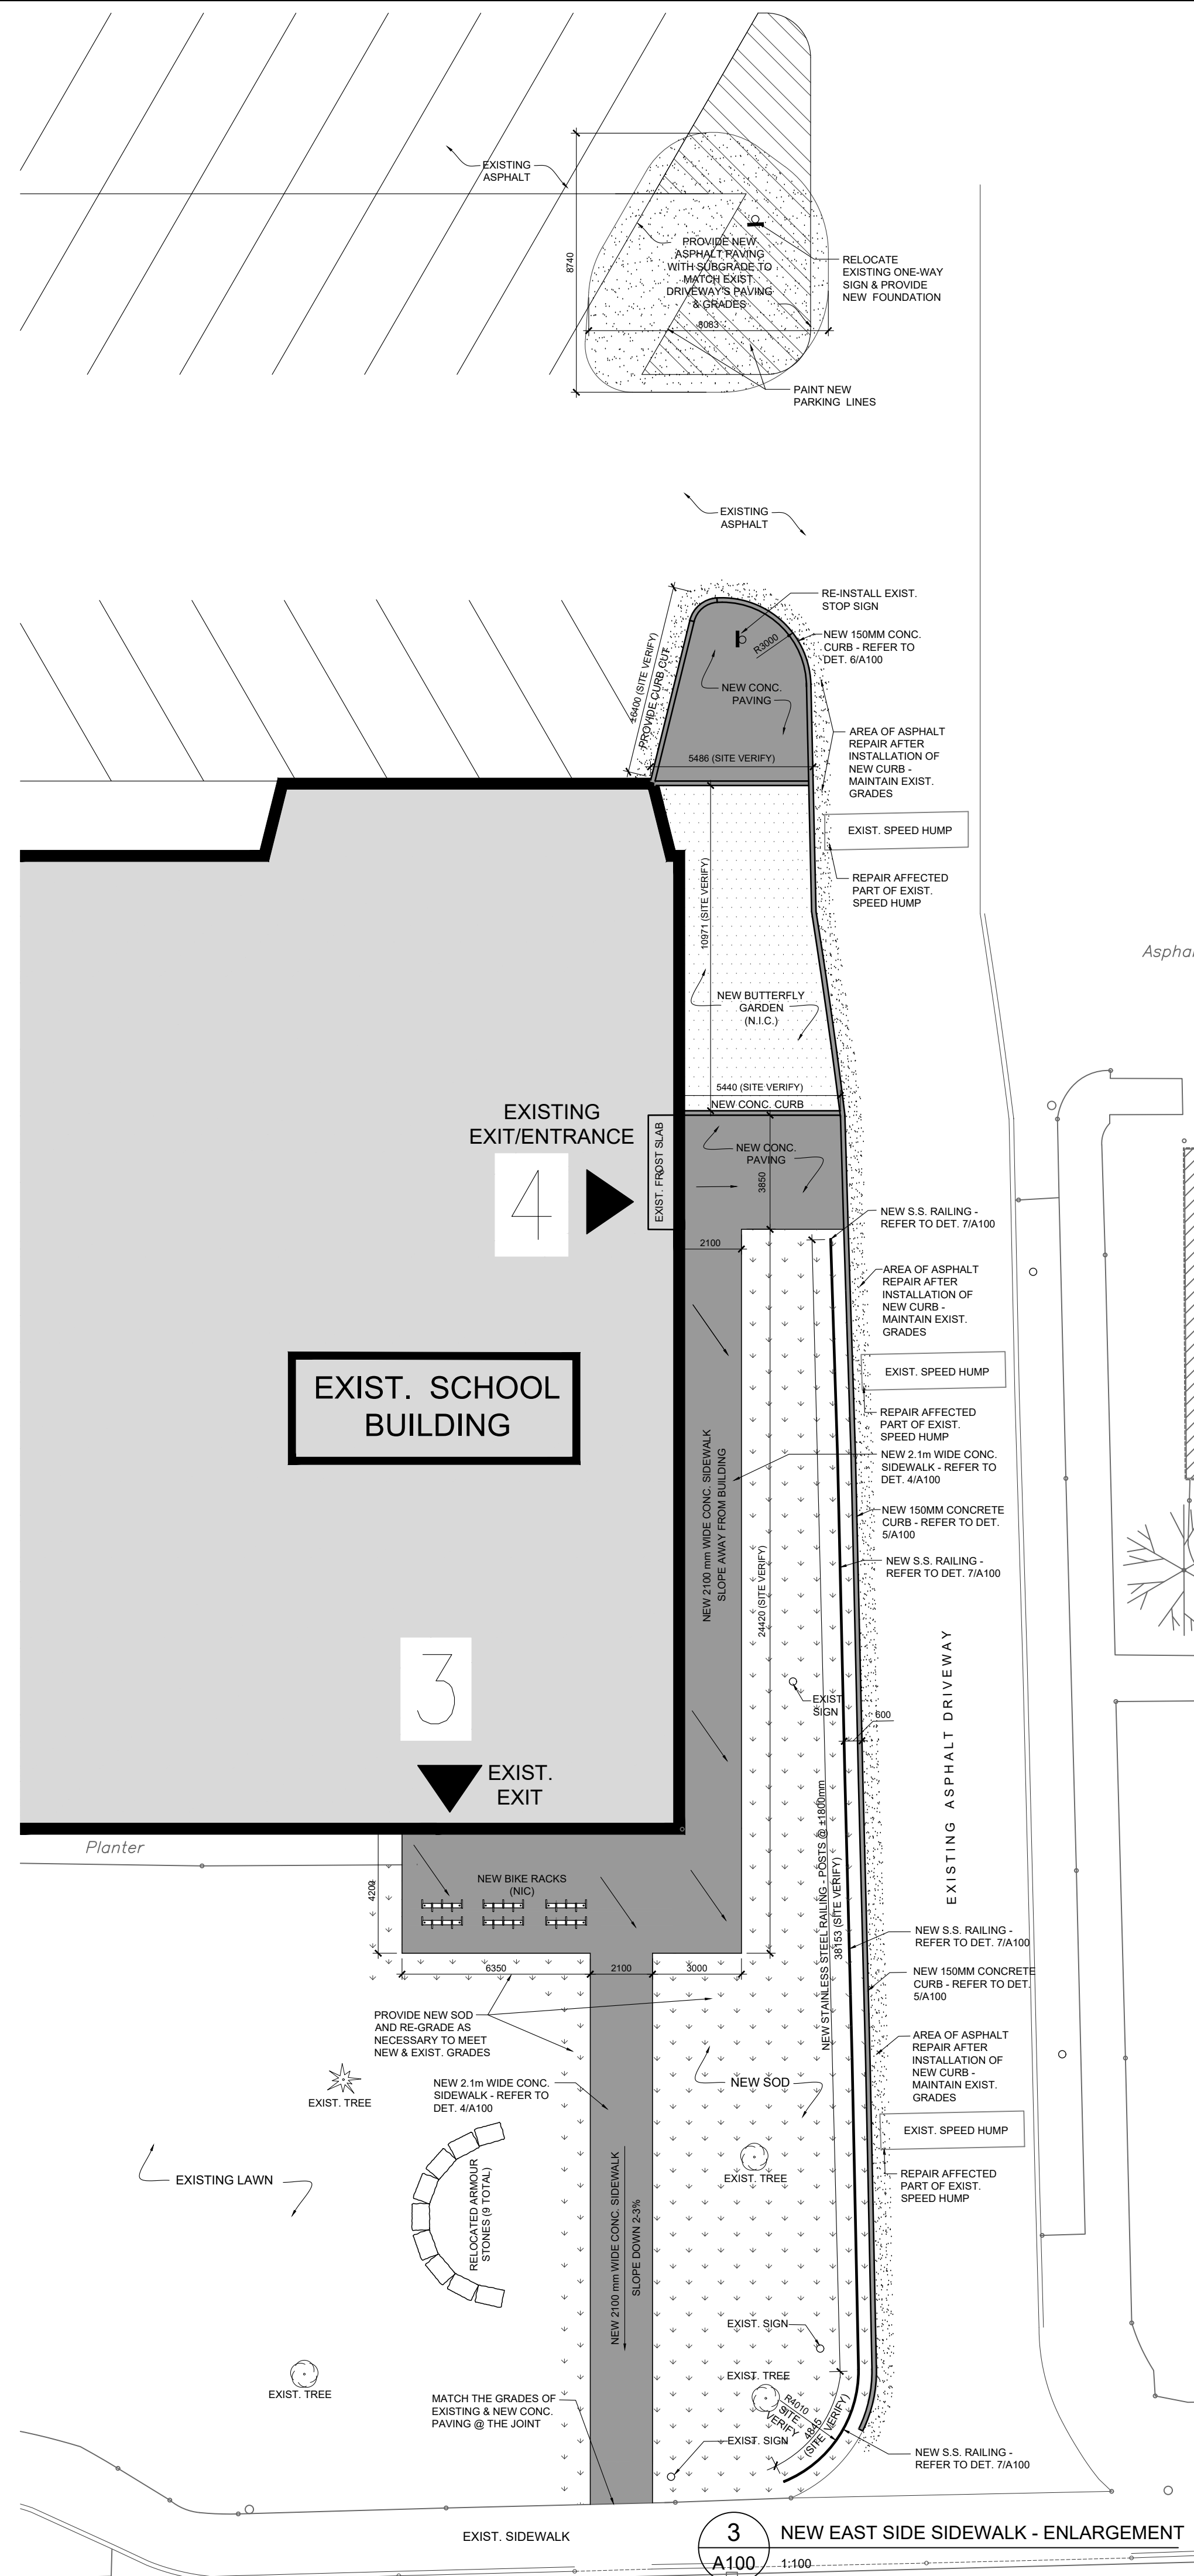 EXISTING
ASPHALT
8740
PROVIDE NEW
ASPHALT PAVING
WITH SUBGRADE TO
MATCH EXIST
DRIVEWAY'S PAVING
& GRADES
8083
RELOCATE
EXISTING ONE-WAY
SIGN & PROVIDE
NEW FOUNDATION
PAINT NEW
PARKING LINES
EXISTING
ASPHALT
RE-INSTALL EXIST.
STOP SIGN
R3000
NEW 150MM CONC.
CURB - REFER TO
DET. 6/A100
±6400 (SITE VERIFY)
PROVIDE CURB CUT
NEW CONC.
PAVING
5486 (SITE VERIFY)
AREA OF ASPHALT
REPAIR AFTER
INSTALLATION OF
NEW CURB -
MAINTAIN EXIST.
GRADES
EXIST. SPEED HUMP
REPAIR AFFECTED
PART OF EXIST.
SPEED HUMP
10971 (SITE VERIFY)
Asphal
NEW BUTTERFLY
GARDEN
(N.I.C.)
5440 (SITE VERIFY)
NEW CONC. CURB
EXISTING
EXIT/ENTRANCE
4
EXIST. FROST SLAB
NEW CONC.
PAVING
3850
2100
NEW S.S. RAILING -
REFER TO DET. 7/A100
AREA OF ASPHALT
REPAIR AFTER
INSTALLATION OF
NEW CURB -
MAINTAIN EXIST.
GRADES
EXIST. SPEED HUMP
REPAIR AFFECTED
PART OF EXIST.
SPEED HUMP
EXIST. SCHOOL
BUILDING
NEW 2100 mm WIDE CONC. SIDEWALK
SLOPE AWAY FROM BUILDING
NEW 2.1m WIDE CONC.
SIDEWALK - REFER TO
DET. 4/A100
NEW 150MM CONCRETE
CURB - REFER TO DET.
5/A100
NEW S.S. RAILING -
REFER TO DET. 7/A100
24420 (SITE VERIFY)
EXIST
SIGN
600
EXISTING ASPHALT DRIVEWAY
3
EXIST.
EXIT
NEW STAINLESS STEEL RAILING - POSTS @ ±1800mm
38153 (SITE VERIFY)
Planter
4200
NEW BIKE RACKS
(NIC)
6350
2100
3000
NEW S.S. RAILING -
REFER TO DET. 7/A100
NEW 150MM CONCRETE
CURB - REFER TO DET.
5/A100
PROVIDE NEW SOD
AND RE-GRADE AS
NECESSARY TO MEET
NEW & EXIST. GRADES
AREA OF ASPHALT
REPAIR AFTER
INSTALLATION OF
NEW CURB -
MAINTAIN EXIST.
GRADES
EXIST. TREE
NEW 2.1m WIDE CONC.
SIDEWALK - REFER TO
DET. 4/A100
NEW SOD
EXIST. SPEED HUMP
REPAIR AFFECTED
PART OF EXIST.
SPEED HUMP
EXISTING LAWN
RELOCATED ARMOUR
STONES (9 TOTAL)
EXIST. TREE
NEW 2100 mm WIDE CONC. SIDEWALK
SLOPE DOWN 2-3%
EXIST. SIGN
EXIST. TREE
EXIST. TREE
R4010
SITE
VERIFY
4845
(SITE VERIFY)
MATCH THE GRADES OF
EXISTING & NEW CONC.
PAVING @ THE JOINT
EXIST. SIGN
NEW S.S. RAILING -
REFER TO DET. 7/A100
EXIST. SIDEWALK
3
A100
NEW EAST SIDE SIDEWALK - ENLARGEMENT
1:100